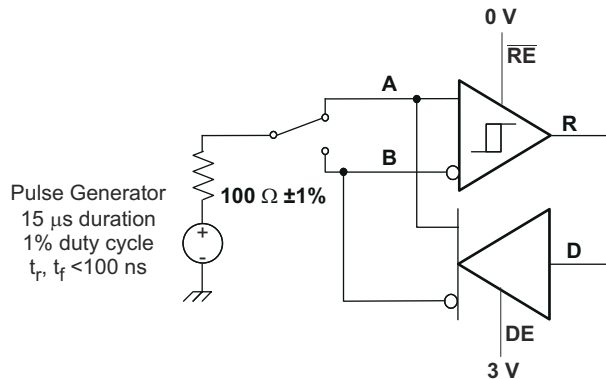 0 V
RE
A
R
B
100 Ω ±1%
Pulse Generator
15 μs duration
1% duty cycle
tr, tf <100 ns
+
-
D
DE
3 V